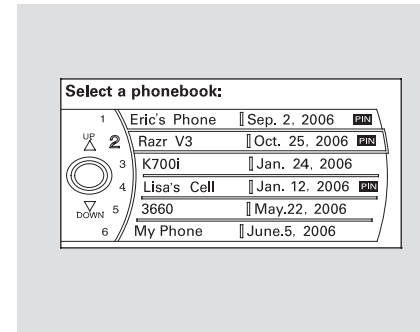 Select a phonebook:
1 Eric's Phone Sep. 2, 2006 PIN
UP 2 Razr V3 Oct. 25, 2006 PIN
3 K700i Jan. 24, 2006
4 Lisa's Cell Jan. 12, 2006 PIN
DOWN 5 3660 May.22, 2006
6 My Phone June.5, 2006